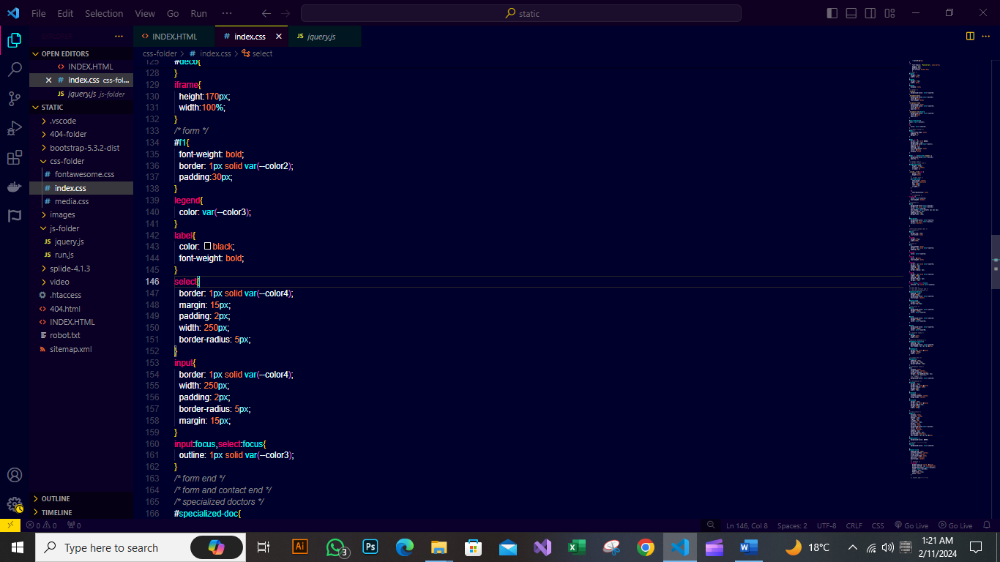 File Edit Selection View Go Run ··· static
INDEX.HTML index.css jquery.js
css-folder > index.css > select
OPEN EDITORS
INDEX.HTML
index.css css-fol...
jquery.js js-folder
STATIC
.vscode
404-folder
bootstrap-5.3.2-dist
css-folder
fontawesome.css
index.css
media.css
images
js-folder
jquery.js
run.js
splide-4.1.3
video
.htaccess
404.html
INDEX.HTML
robot.txt
sitemap.xml
OUTLINE
TIMELINE
125 #deco{
128 }
129 iframe{
130 height:170px;
131 width:100%;
132 }
133 /* form */
134 #f1{
135 font-weight: bold;
136 border: 1px solid var(--color2);
137 padding:30px;
138 }
139 legend{
140 color: var(--color3);
141 }
142 label{
143 color: black;
144 font-weight: bold;
145 }
146 select{
147 border: 1px solid var(--color4);
148 margin: 15px;
149 padding: 2px;
150 width: 250px;
151 border-radius: 5px;
152 }
153 input{
154 border: 1px solid var(--color4);
155 width: 250px;
156 padding: 2px;
157 border-radius: 5px;
158 margin: 15px;
159 }
160 input:focus,select:focus{
161 outline: 1px solid var(--color3);
162 }
163 /* form end */
164 /* form and contact end */
165 /* specialized doctors */
166 #specialized-doc{
0 0 0 Ln 146, Col 8 Spaces: 2 UTF-8 CRLF CSS Go Live Go Live
Type here to search Ai 3 Ps 18°C 1:21 AM
2/11/2024